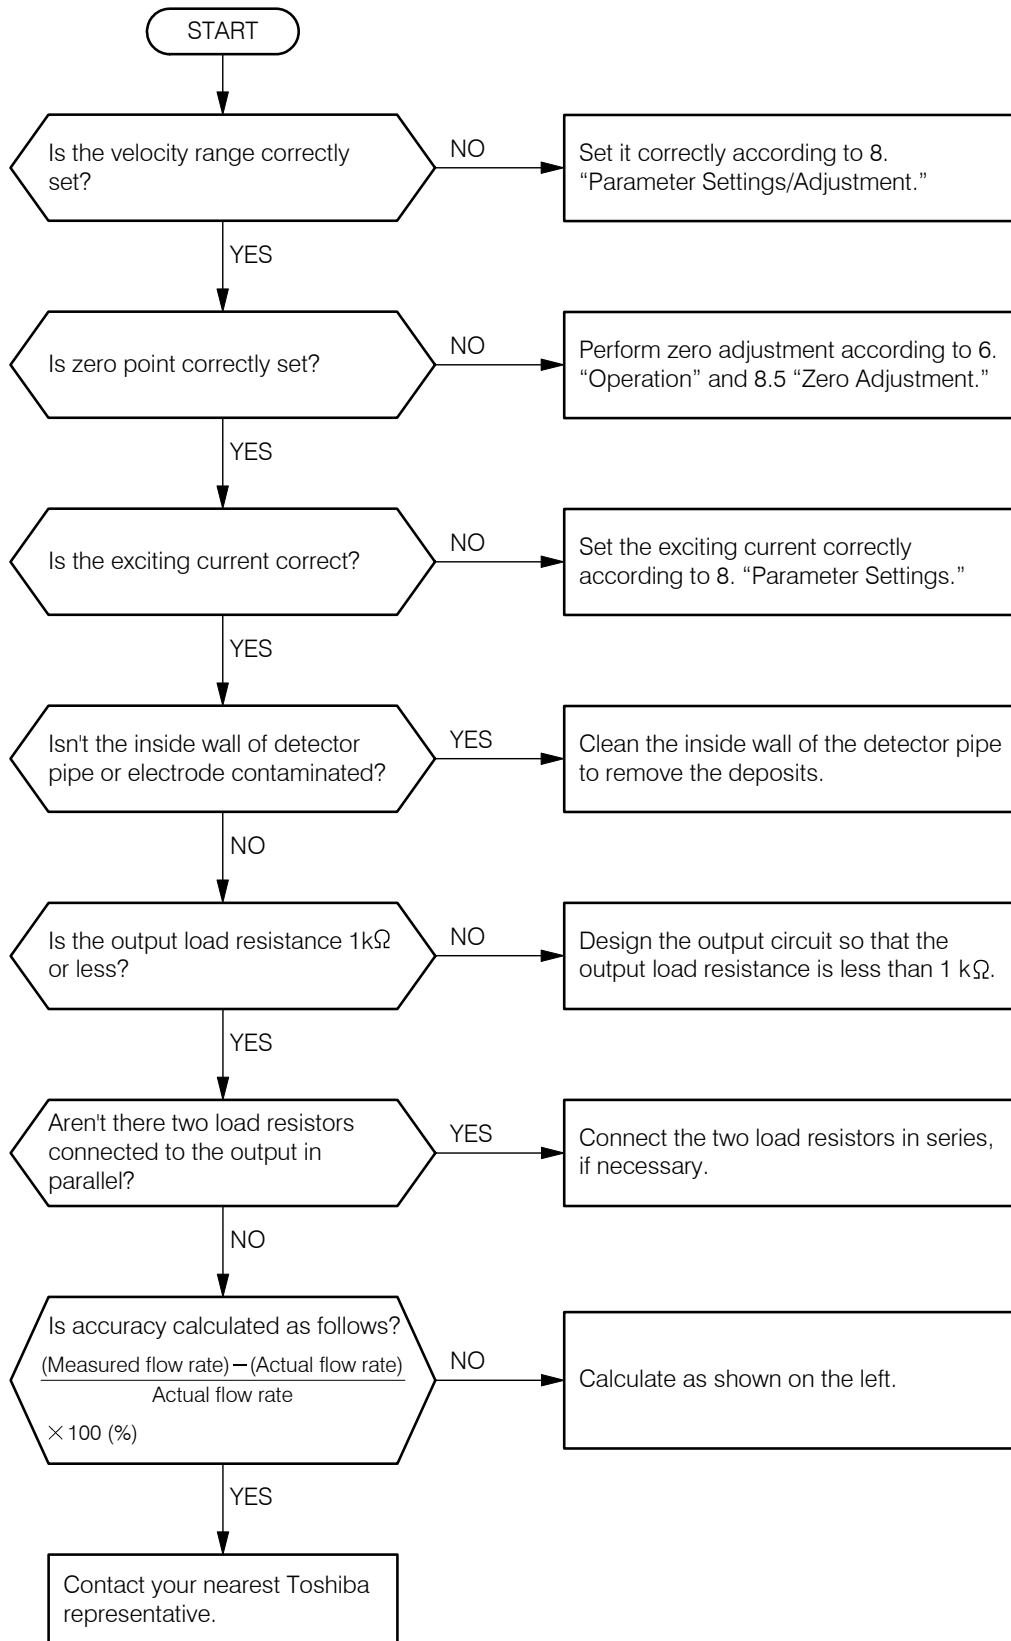 START
Is the velocity range correctly
set?
NO
Set it correctly according to 8.
“Parameter Settings/Adjustment.”
YES
Is zero point correctly set?
NO
Perform zero adjustment according to 6.
“Operation” and 8.5 “Zero Adjustment.”
YES
Is the exciting current correct?
NO
Set the exciting current correctly
according to 8. “Parameter Settings.”
YES
Isn't the inside wall of detector
pipe or electrode contaminated?
YES
Clean the inside wall of the detector pipe
to remove the deposits.
NO
Is the output load resistance 1kΩ
or less?
NO
Design the output circuit so that the
output load resistance is less than 1 kΩ.
YES
Aren't there two load resistors
connected to the output in
parallel?
YES
Connect the two load resistors in series,
if necessary.
NO
Is accuracy calculated as follows?
(Measured flow rate) − (Actual flow rate)
Actual flow rate
× 100 (%)
NO
Calculate as shown on the left.
YES
Contact your nearest Toshiba
representative.